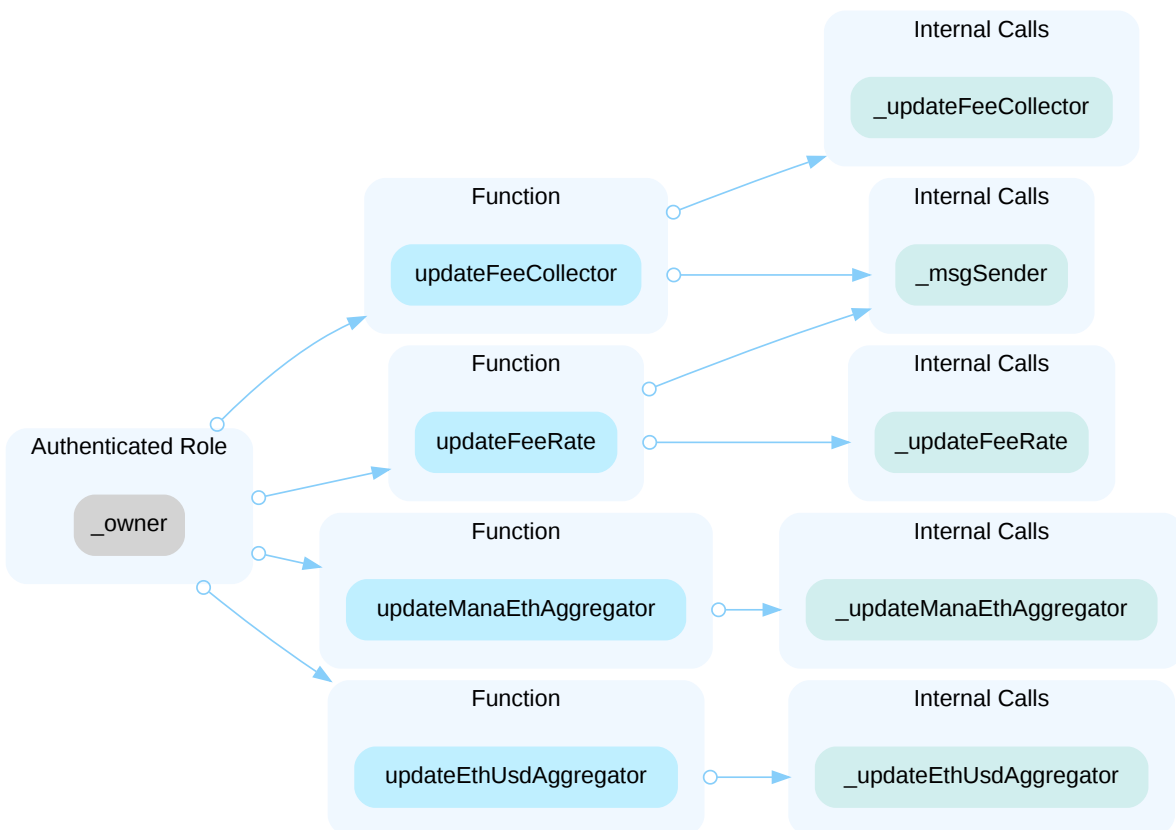 Authenticated Role
_owner
Function
updateFeeCollector
Function
updateFeeRate
Function
updateManaEthAggregator
Function
updateEthUsdAggregator
Internal Calls
_updateFeeCollector
Internal Calls
_msgSender
Internal Calls
_updateFeeRate
Internal Calls
_updateManaEthAggregator
Internal Calls
_updateEthUsdAggregator